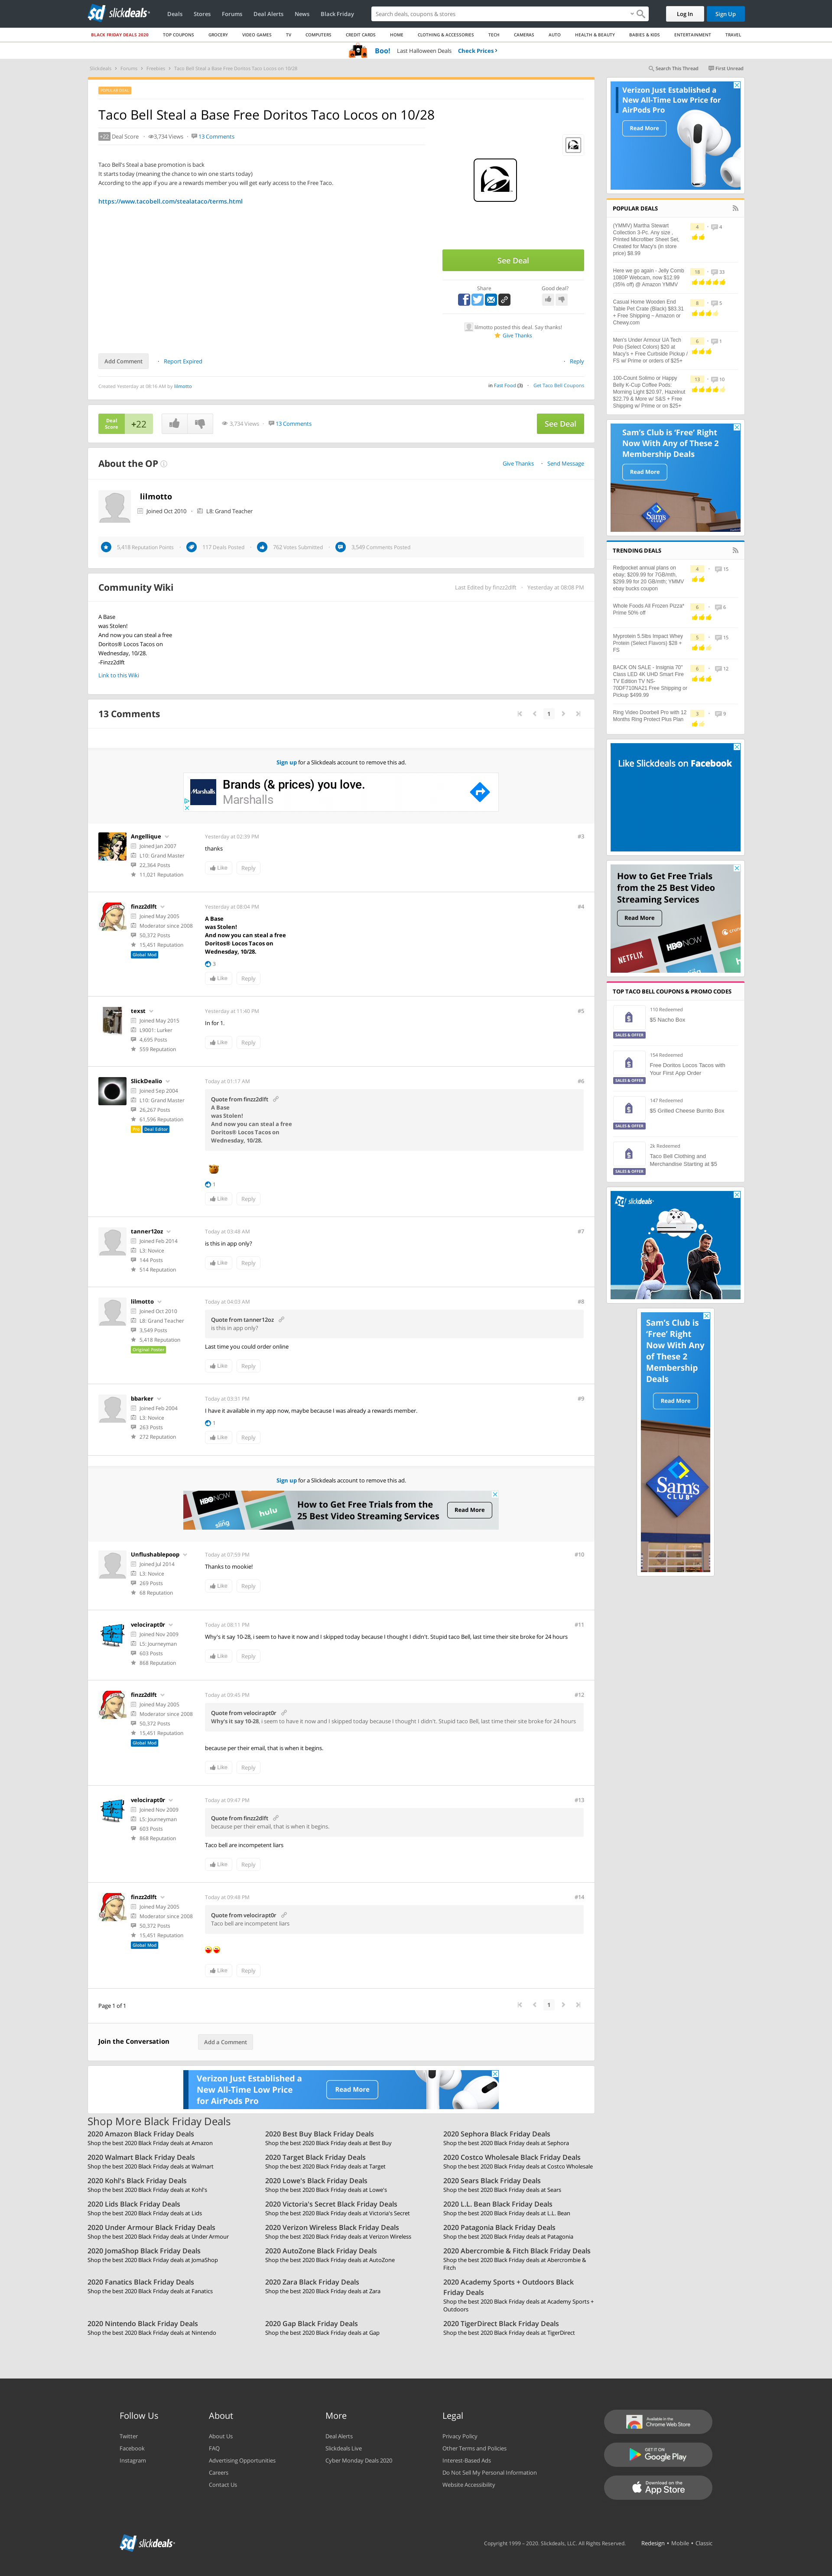 slickdeals
Deals
Stores
Forums
Deal Alerts
News
Black Friday
Search deals, coupons & stores
Log In
Sign Up
BLACK FRIDAY DEALS 2020
TOP COUPONS
GROCERY
VIDEO GAMES
TV
COMPUTERS
CREDIT CARDS
HOME
CLOTHING & ACCESSORIES
TECH
CAMERAS
AUTO
HEALTH & BEAUTY
BABIES & KIDS
ENTERTAINMENT
TRAVEL
Boo! Last Halloween Deals Check Prices ›
Slickdeals > Forums > Freebies > Taco Bell Steal a Base Free Doritos Taco Locos on 10/28
Search This Thread
First Unread
Taco Bell Steal a Base Free Doritos Taco Locos on 10/28
+22 Deal Score · 3,734 Views · 13 Comments
Taco Bell's Steal a base promotion is back
It starts today (meaning the chance to win one starts today)
According to the app if you are a rewards member you will get early access to the Free Taco.
https://www.tacobell.com/stealataco/terms.html
See Deal
Share
Good deal?
lilmotto posted this deal. Say thanks!
Give Thanks
Add Comment
Report Expired
Reply
Created Yesterday at 08:16 AM by lilmotto
in Fast Food (3) · Get Taco Bell Coupons
Deal Score
+22
3,734 Views · 13 Comments
See Deal
About the OP
Give Thanks · Send Message
lilmotto
Joined Oct 2010 · L8: Grand Teacher
5,418 Reputation Points
117 Deals Posted
762 Votes Submitted
3,549 Comments Posted
Community Wiki
Last Edited by finzz2dlft · Yesterday at 08:08 PM
A Base
was Stolen!
And now you can steal a free
Doritos® Locos Tacos on
Wednesday, 10/28.
-Finzz2dlft
Link to this Wiki
13 Comments
1
Sign up for a Slickdeals account to remove this ad.
Marshalls
Brands (& prices) you love.
Marshalls
Angellique
Joined Jan 2007
L10: Grand Master
22,364 Posts
11,021 Reputation
Yesterday at 02:39 PM
#3
thanks
Like
Reply
finzz2dlft
Joined May 2005
Moderator since 2008
50,372 Posts
15,451 Reputation
Global Mod
Yesterday at 08:04 PM
#4
A Base
was Stolen!
And now you can steal a free
Doritos® Locos Tacos on
Wednesday, 10/28.
3
Like
Reply
texst
Joined May 2015
L9001: Lurker
4,695 Posts
559 Reputation
Yesterday at 11:40 PM
#5
In for 1.
Like
Reply
SlickDealio
Joined Sep 2004
L10: Grand Master
26,267 Posts
61,596 Reputation
Pro
Deal Editor
Today at 01:17 AM
#6
Quote from finzz2dlft
A Base
was Stolen!
And now you can steal a free
Doritos® Locos Tacos on
Wednesday, 10/28.
1
Like
Reply
tanner12oz
Joined Feb 2014
L3: Novice
144 Posts
514 Reputation
Today at 03:48 AM
#7
is this in app only?
Like
Reply
lilmotto
Joined Oct 2010
L8: Grand Teacher
3,549 Posts
5,418 Reputation
Original Poster
Today at 04:03 AM
#8
Quote from tanner12oz
is this in app only?
Last time you could order online
Like
Reply
bbarker
Joined Feb 2004
L3: Novice
263 Posts
272 Reputation
Today at 03:31 PM
#9
I have it available in my app now, maybe because I was already a rewards member.
1
Like
Reply
Sign up for a Slickdeals account to remove this ad.
HBO NOW
hulu
sling
How to Get Free Trials from the
25 Best Video Streaming Services
Read More
Unflushablepoop
Joined Jul 2014
L3: Novice
269 Posts
68 Reputation
Today at 07:59 PM
#10
Thanks to mookie!
Like
Reply
velocirapt0r
Joined Nov 2009
L5: Journeyman
603 Posts
868 Reputation
Today at 08:11 PM
#11
Why's it say 10-28, i seem to have it now and I skipped today because I thought I didn't. Stupid taco Bell, last time their site broke for 24 hours
Like
Reply
finzz2dlft
Joined May 2005
Moderator since 2008
50,372 Posts
15,451 Reputation
Global Mod
Today at 09:45 PM
#12
Quote from velocirapt0r
Why's it say 10-28, i seem to have it now and I skipped today because I thought I didn't. Stupid taco Bell, last time their site broke for 24 hours
because per their email, that is when it begins.
Like
Reply
velocirapt0r
Joined Nov 2009
L5: Journeyman
603 Posts
868 Reputation
Today at 09:47 PM
#13
Quote from finzz2dlft
because per their email, that is when it begins.
Taco bell are incompetent liars
Like
Reply
finzz2dlft
Joined May 2005
Moderator since 2008
50,372 Posts
15,451 Reputation
Global Mod
Today at 09:48 PM
#14
Quote from velocirapt0r
Taco bell are incompetent liars
Like
Reply
Page 1 of 1
1
Join the Conversation
Add a Comment
Verizon Just Established a
New All-Time Low Price
for AirPods Pro
Read More
Verizon Just Established a
New All-Time Low Price for
AirPods Pro
Read More
POPULAR DEALS
(YMMV) Martha Stewart Collection 3-Pc. Any size , Printed Microfiber Sheet Set, Created for Macy's (in store price) $8.99
4 · 4
Here we go again - Jelly Comb 1080P Webcam, now $12.99 (35% off) @ Amazon YMMV
18 · 33
Casual Home Wooden End Table Pet Crate (Black) $83.31 + Free Shipping ~ Amazon or Chewy.com
8 · 5
Men's Under Armour UA Tech Polo (Select Colors) $20 at Macy's + Free Curbside Pickup / FS w/ Prime or orders of $25+
6 · 1
100-Count Solimo or Happy Belly K-Cup Coffee Pods: Morning Light $20.97, Hazelnut $22.79 & More w/ S&S + Free Shipping w/ Prime or on $25+
13 · 10
Sam's Club is 'Free' Right
Now With Any of These 2
Membership Deals
Read More
Sam's CLUB
TRENDING DEALS
Redpocket annual plans on ebay, $209.99 for 7GB/mth, $299.99 for 20 GB/mth; YMMV ebay bucks coupon
4 · 15
Whole Foods All Frozen Pizza* Prime 50% off
6 · 6
Myprotein 5.5lbs Impact Whey Protein (Select Flavors) $28 + FS
5 · 15
BACK ON SALE - Insignia 70" Class LED 4K UHD Smart Fire TV Edition TV NS-70DF710NA21 Free Shipping or Pickup $499.99
6 · 12
Ring Video Doorbell Pro with 12 Months Ring Protect Plus Plan
3 · 9
Like Slickdeals on Facebook
How to Get Free Trials
from the 25 Best Video
Streaming Services
Read More
NETFLIX
HBO NOW
TOP TACO BELL COUPONS & PROMO CODES
110 Redeemed
$5 Nacho Box
SALES & OFFER
154 Redeemed
Free Doritos Locos Tacos with Your First App Order
SALES & OFFER
147 Redeemed
$5 Grilled Cheese Burrito Box
SALES & OFFER
2k Redeemed
Taco Bell Clothing and Merchandise Starting at $5
SALES & OFFER
slickdeals
Sam's Club is
'Free' Right
Now With Any
of These 2
Membership
Deals
Read More
Sam's CLUB
Shop More Black Friday Deals
2020 Amazon Black Friday Deals
Shop the best 2020 Black Friday deals at Amazon
2020 Best Buy Black Friday Deals
Shop the best 2020 Black Friday deals at Best Buy
2020 Sephora Black Friday Deals
Shop the best 2020 Black Friday deals at Sephora
2020 Walmart Black Friday Deals
Shop the best 2020 Black Friday deals at Walmart
2020 Target Black Friday Deals
Shop the best 2020 Black Friday deals at Target
2020 Costco Wholesale Black Friday Deals
Shop the best 2020 Black Friday deals at Costco Wholesale
2020 Kohl's Black Friday Deals
Shop the best 2020 Black Friday deals at Kohl's
2020 Lowe's Black Friday Deals
Shop the best 2020 Black Friday deals at Lowe's
2020 Sears Black Friday Deals
Shop the best 2020 Black Friday deals at Sears
2020 Lids Black Friday Deals
Shop the best 2020 Black Friday deals at Lids
2020 Victoria's Secret Black Friday Deals
Shop the best 2020 Black Friday deals at Victoria's Secret
2020 L.L. Bean Black Friday Deals
Shop the best 2020 Black Friday deals at L.L. Bean
2020 Under Armour Black Friday Deals
Shop the best 2020 Black Friday deals at Under Armour
2020 Verizon Wireless Black Friday Deals
Shop the best 2020 Black Friday deals at Verizon Wireless
2020 Patagonia Black Friday Deals
Shop the best 2020 Black Friday deals at Patagonia
2020 JomaShop Black Friday Deals
Shop the best 2020 Black Friday deals at JomaShop
2020 AutoZone Black Friday Deals
Shop the best 2020 Black Friday deals at AutoZone
2020 Abercrombie & Fitch Black Friday Deals
Shop the best 2020 Black Friday deals at Abercrombie & Fitch
2020 Fanatics Black Friday Deals
Shop the best 2020 Black Friday deals at Fanatics
2020 Zara Black Friday Deals
Shop the best 2020 Black Friday deals at Zara
2020 Academy Sports + Outdoors Black Friday Deals
Shop the best 2020 Black Friday deals at Academy Sports + Outdoors
2020 Nintendo Black Friday Deals
Shop the best 2020 Black Friday deals at Nintendo
2020 Gap Black Friday Deals
Shop the best 2020 Black Friday deals at Gap
2020 TigerDirect Black Friday Deals
Shop the best 2020 Black Friday deals at TigerDirect
Follow Us
Twitter
Facebook
Instagram
About
About Us
FAQ
Advertising Opportunities
Careers
Contact Us
More
Deal Alerts
Slickdeals Live
Cyber Monday Deals 2020
Legal
Privacy Policy
Other Terms and Policies
Interest-Based Ads
Do Not Sell My Personal Information
Website Accessibility
Available in the
Chrome Web Store
GET IT ON
Google Play
Download on the
App Store
slickdeals
Copyright 1999 - 2020. Slickdeals, LLC. All Rights Reserved.
Redesign • Mobile • Classic